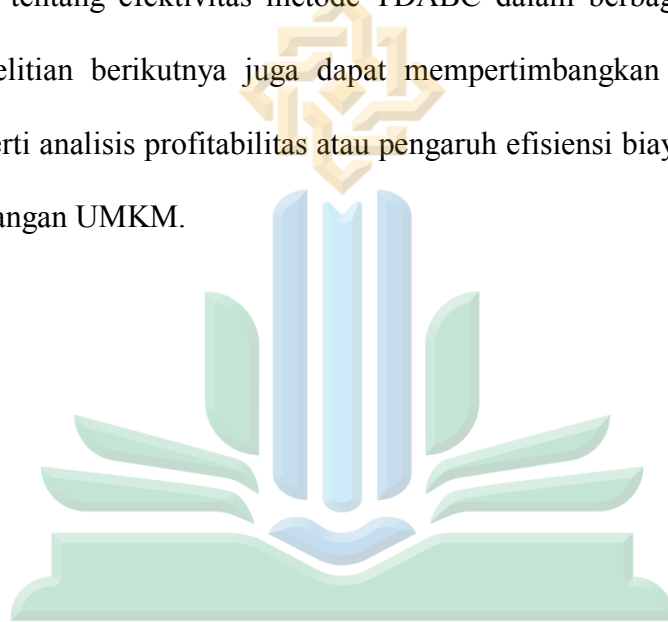 tentang efektivitas metode TDABC dalam berbag
elitian berikutnya juga dapat mempertimbangkan
erti analisis profitabilitas atau pengaruh efisiensi biay
angan UMKM.